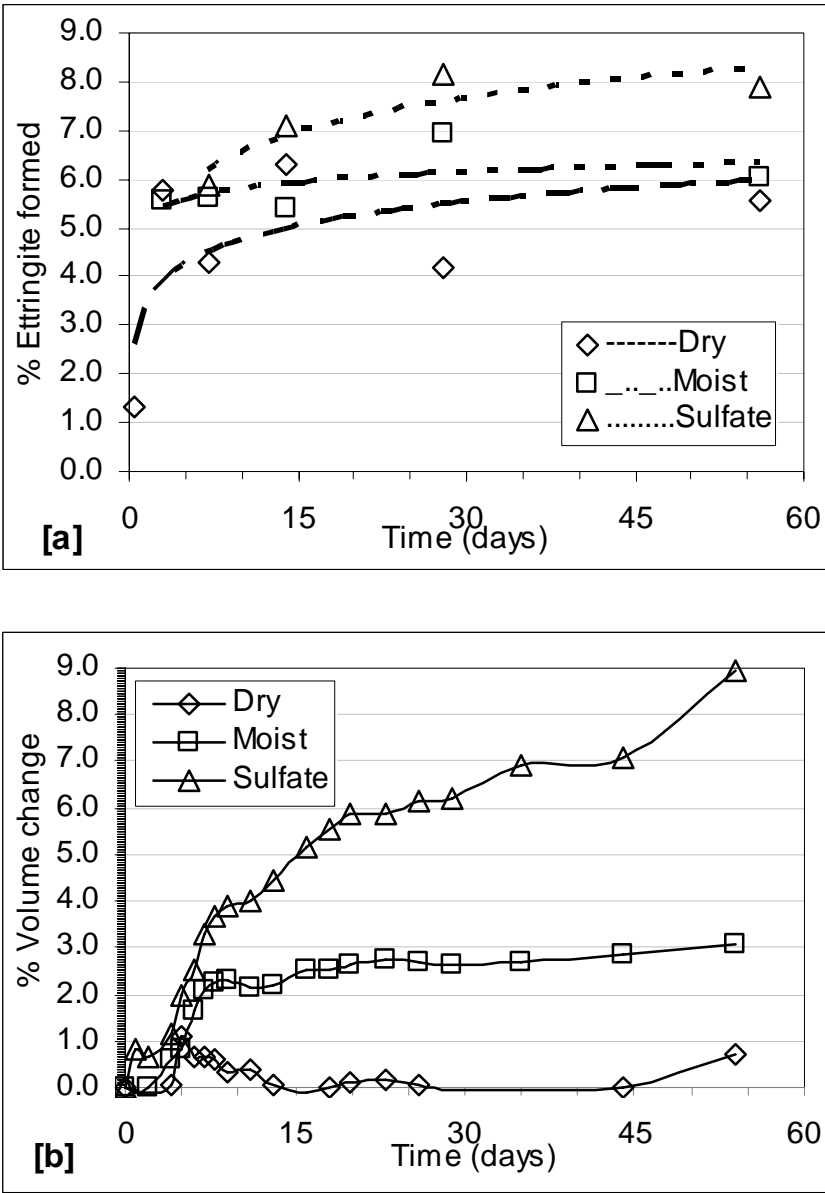 9.0
8.0
7.0
6.0
5.0
4.0
3.0
2.0
1.0
0.0
% Ettringite formed
-------Dry
_.._..Moist
.........Sulfate
0 15 30 45 60
[a] Time (days)
9.0
8.0
7.0
6.0
5.0
4.0
3.0
2.0
1.0
0.0
% Volume change
Dry
Moist
Sulfate
0 15 30 45 60
[b] Time (days)